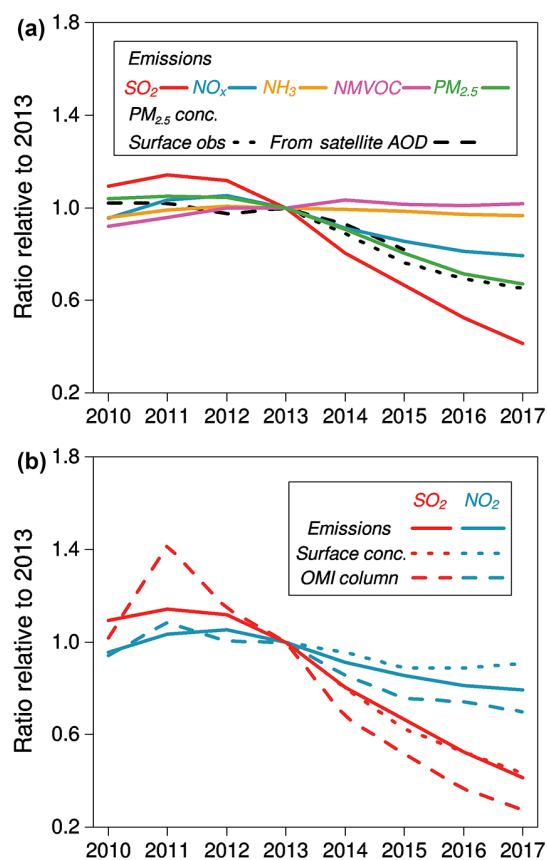 (a)
1.8
Emissions
SO₂ NOₓ NH₃ NMVOC PM₂.₅
PM₂.₅ conc.
Surface obs From satellite AOD
1.4
1.0
0.6
0.2
Ratio relative to 2013
2010 2011 2012 2013 2014 2015 2016 2017
(b)
1.8
SO₂ NO₂
Emissions
Surface conc.
OMI column
1.4
1.0
0.6
0.2
Ratio relative to 2013
2010 2011 2012 2013 2014 2015 2016 2017